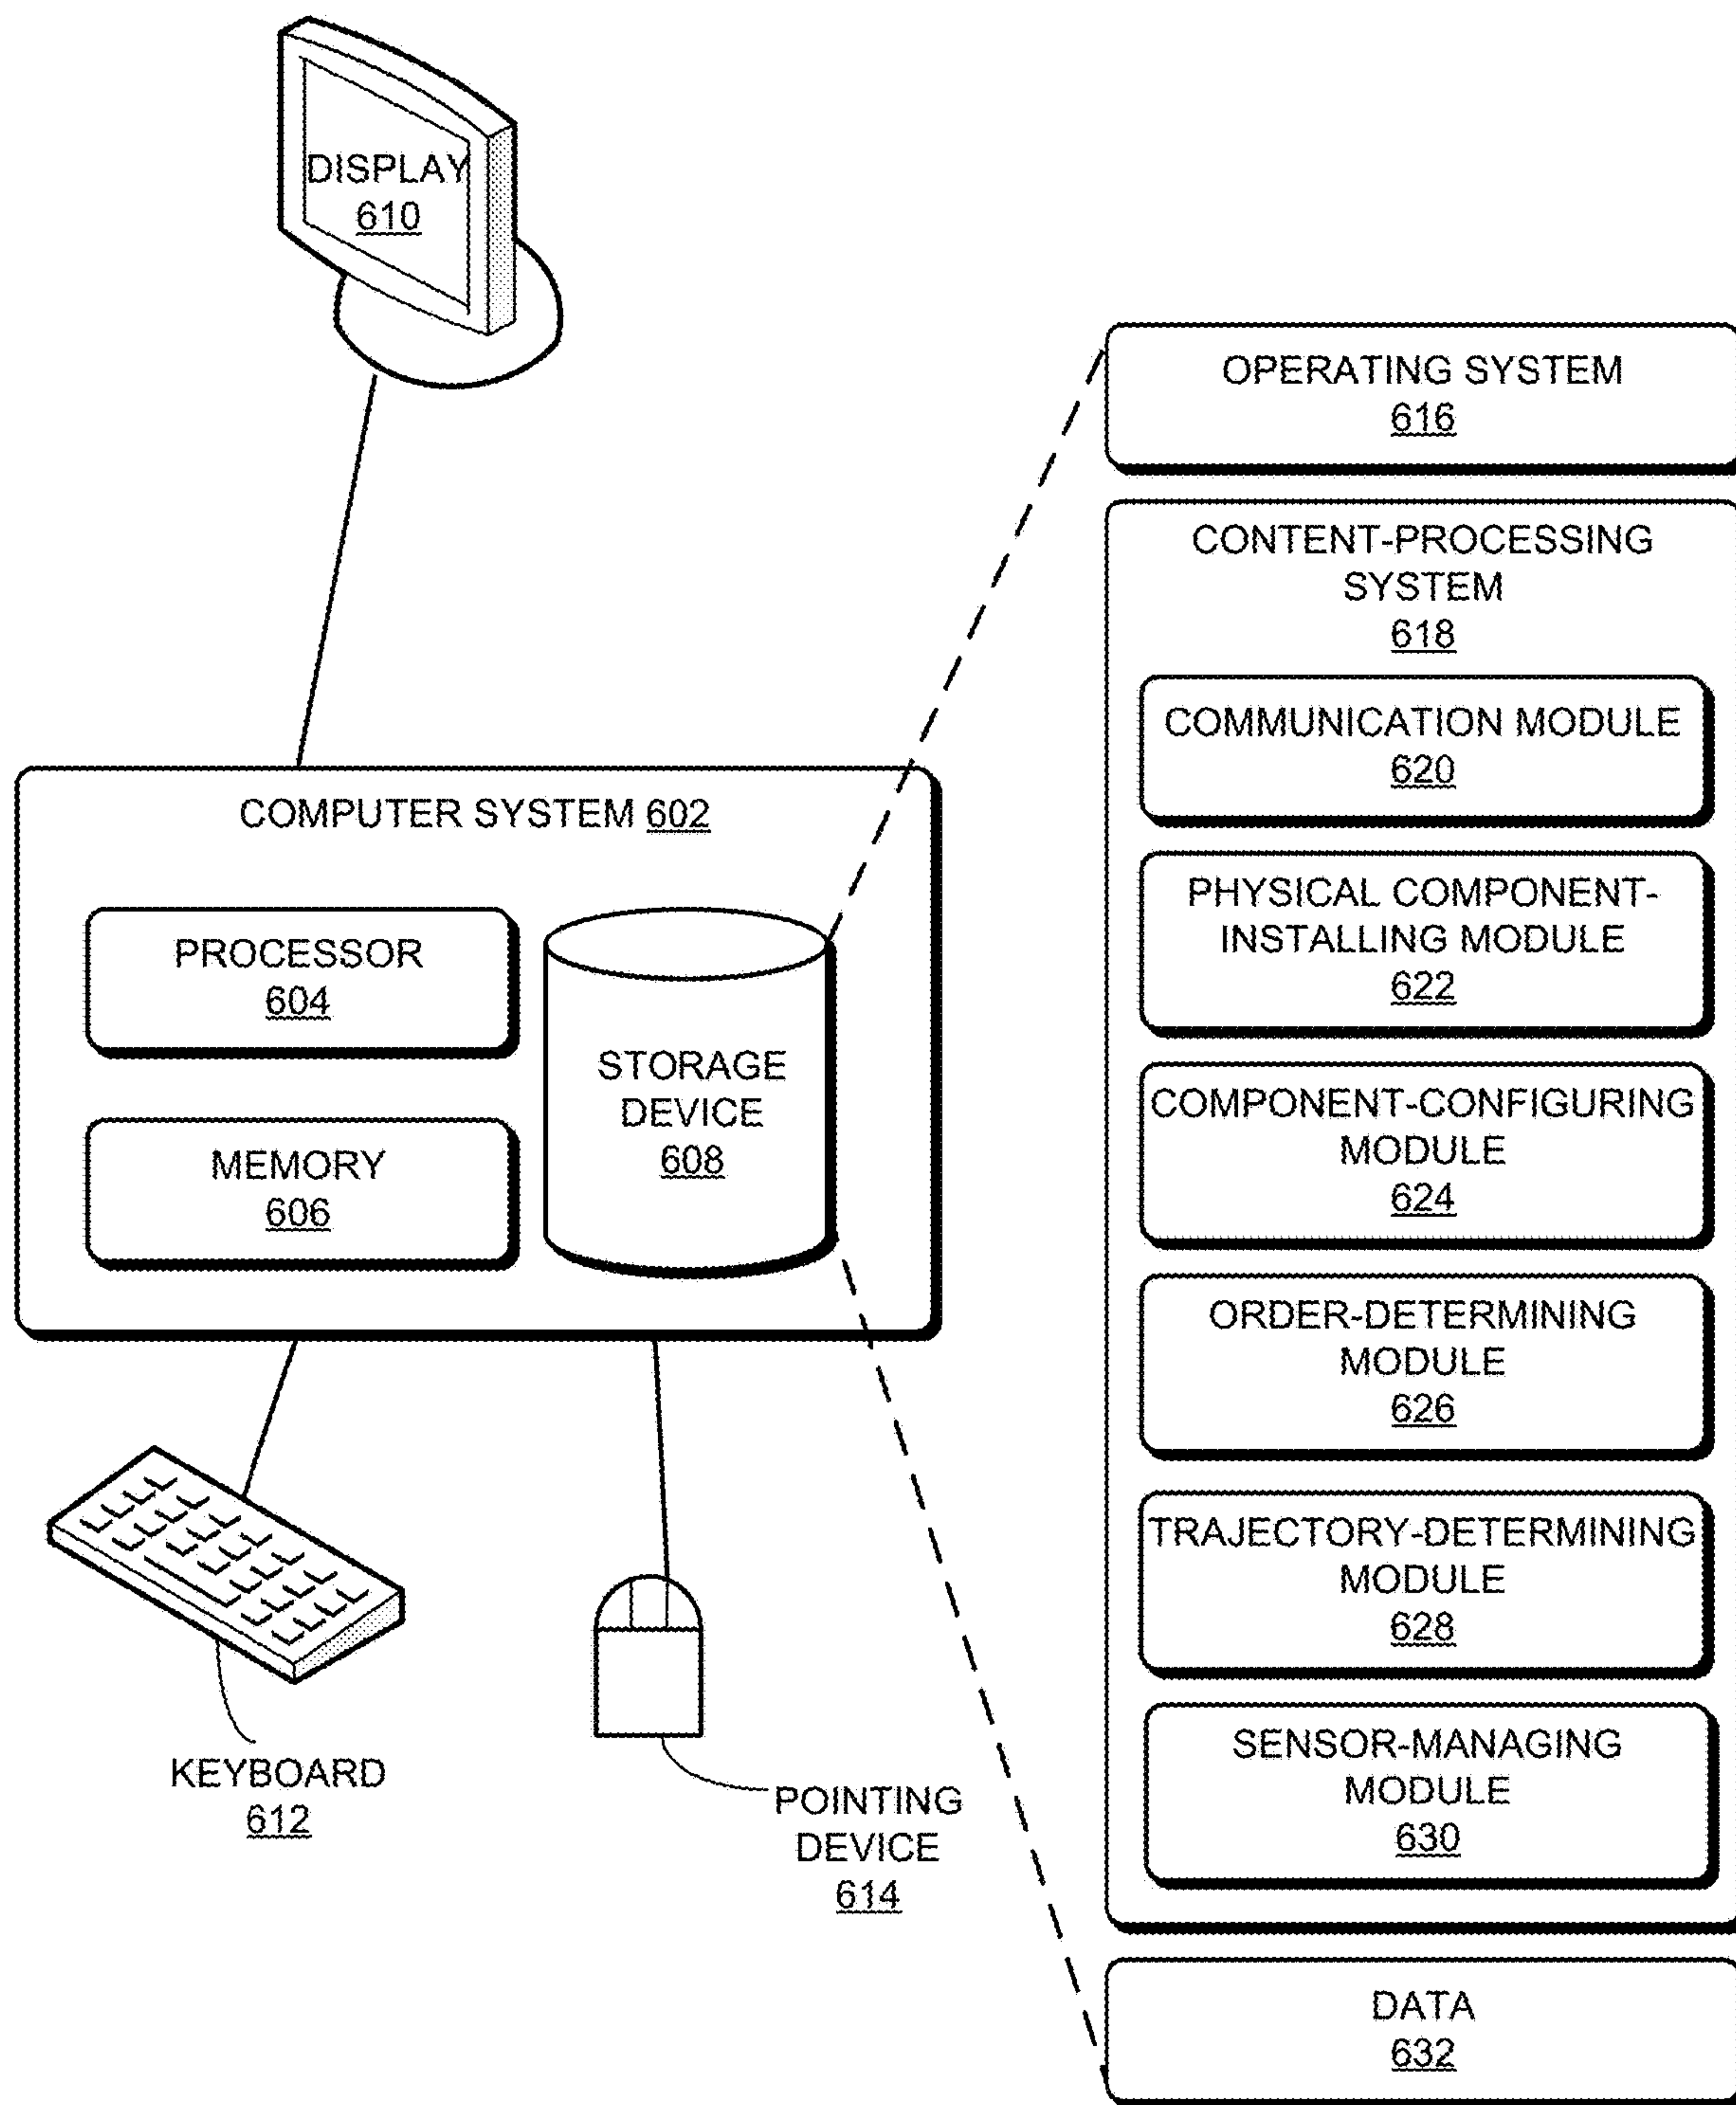 DISPLAY
610
COMPUTER SYSTEM 602
PROCESSOR
604
MEMORY
606
STORAGE
DEVICE
608
KEYBOARD
612
POINTING
DEVICE
614
OPERATING SYSTEM
616
CONTENT-PROCESSING
SYSTEM
618
COMMUNICATION MODULE
620
PHYSICAL COMPONENT-
INSTALLING MODULE
622
COMPONENT-CONFIGURING
MODULE
624
ORDER-DETERMINING
MODULE
626
TRAJECTORY-DETERMINING
MODULE
628
SENSOR-MANAGING
MODULE
630
DATA
632